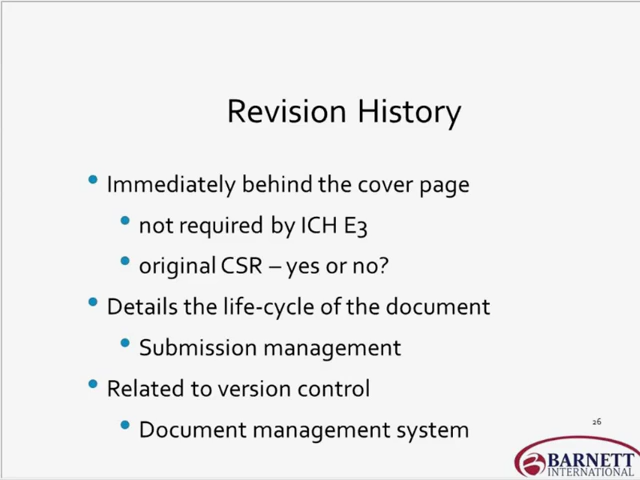 Revision History
• Immediately behind the cover page
• not required by ICH E3
• original CSR – yes or no?
• Details the life-cycle of the document
• Submission management
• Related to version control
• Document management system
26
BARNETT
INTERNATIONAL